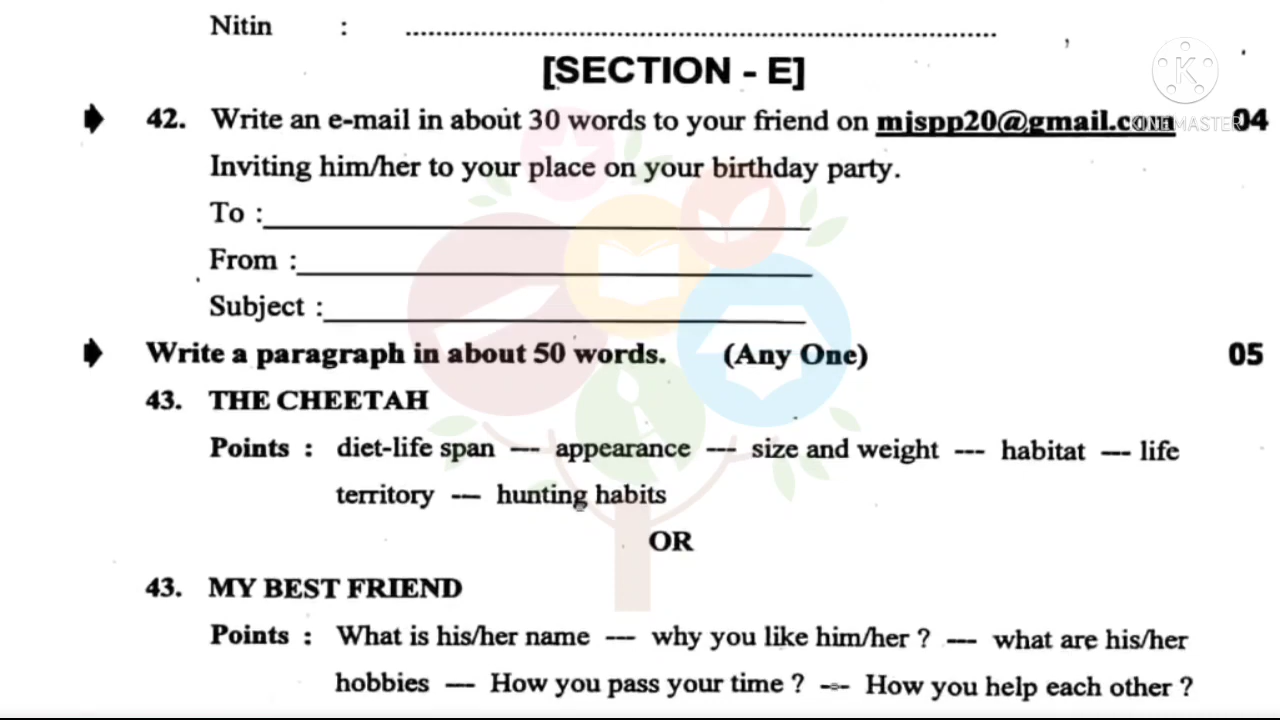 Nitin : ..............................................................................
[SECTION - E]
42. Write an e-mail in about 30 words to your friend on mjspp20@gmail.com 04
KINEMASTER
Inviting him/her to your place on your birthday party.
To :
From :
Subject :
Write a paragraph in about 50 words. (Any One) 05
43. THE CHEETAH
Points : diet-life span --- appearance --- size and weight --- habitat --- life
territory --- hunting habits
OR
43. MY BEST FRIEND
Points : What is his/her name --- why you like him/her ? --- what are his/her
hobbies --- How you pass your time ? --- How you help each other ?